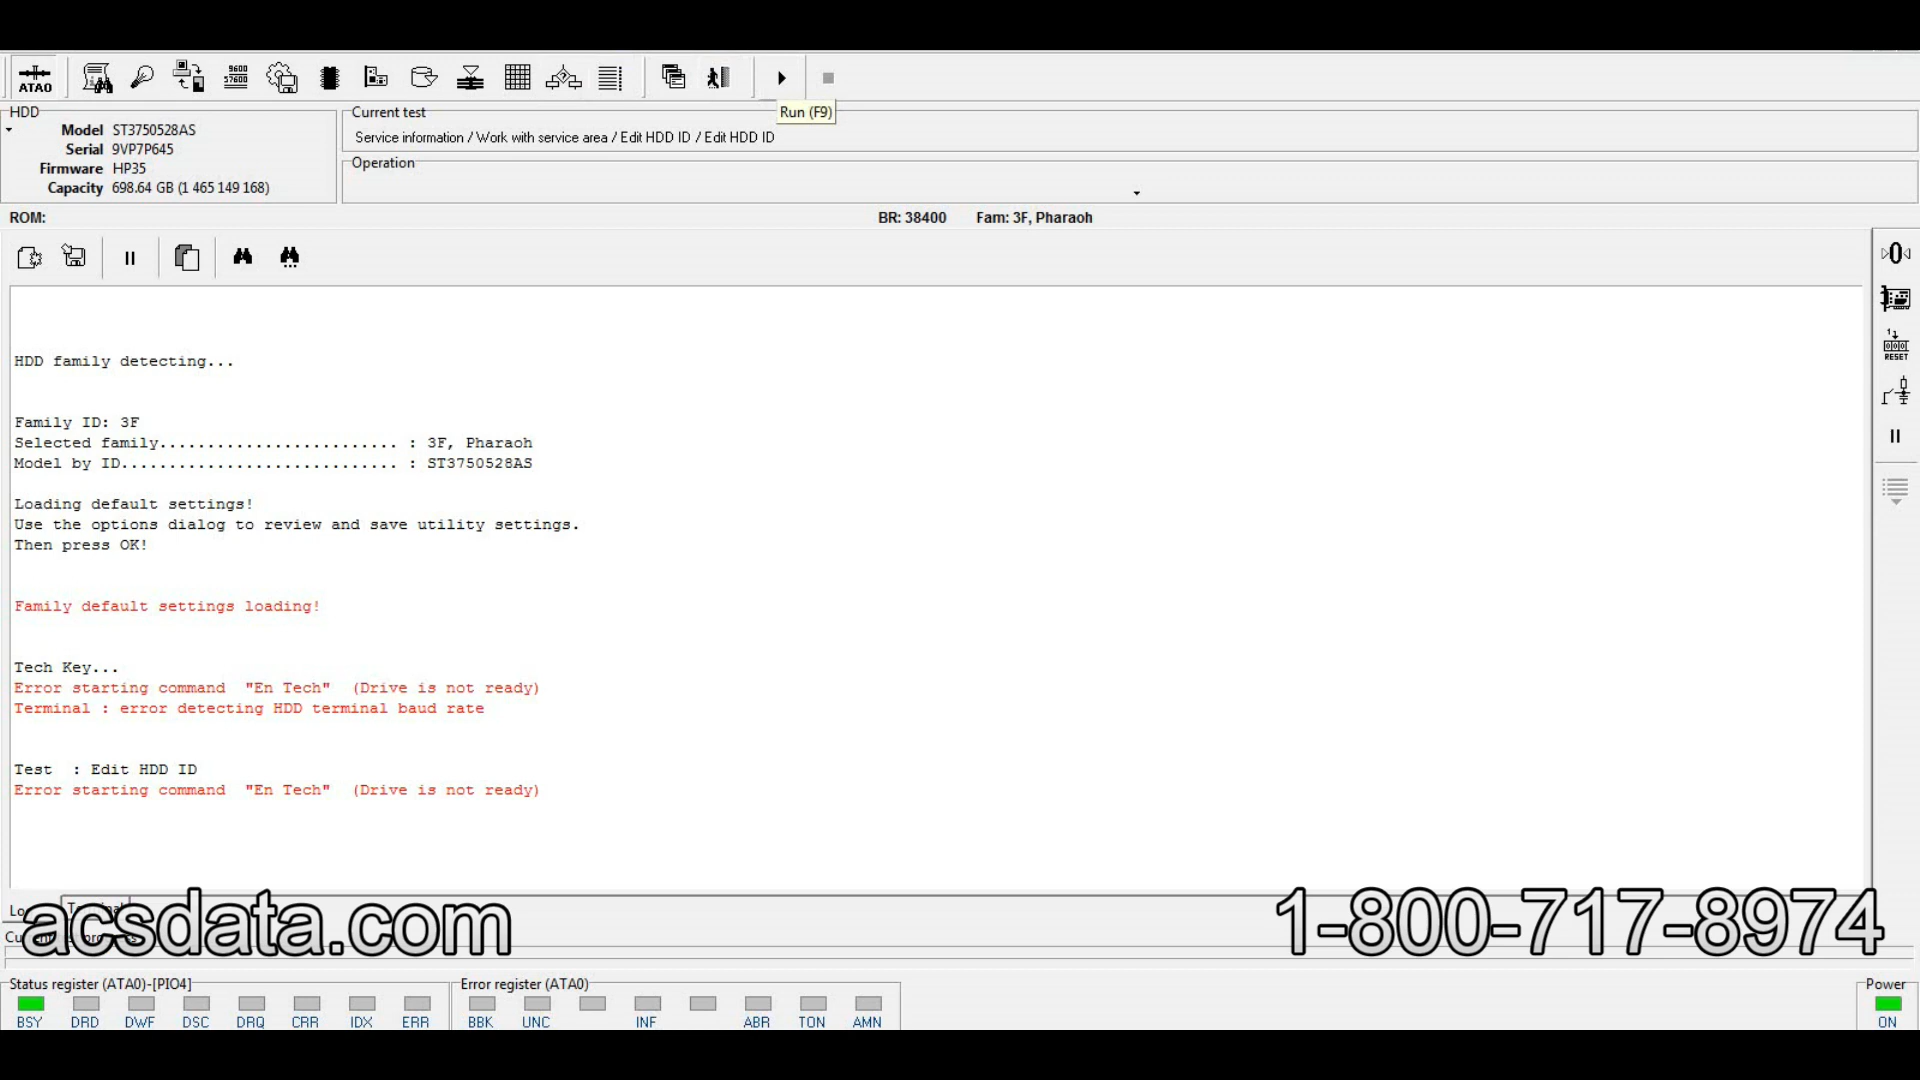 ATA0
9600
57600
Run (F9)
HDD
Model ST3750528AS
Serial 9VP7P645
Firmware HP35
Capacity 698.64 GB (1 465 149 168)
Current test
Service information / Work with service area / Edit HDD ID / Edit HDD ID
Operation
ROM:
BR: 38400
Fam: 3F, Pharaoh
RESET
HDD family detecting...
Family ID: 3F
Selected family......................... : 3F, Pharaoh
Model by ID............................. : ST3750528AS
Loading default settings!
Use the options dialog to review and save utility settings.
Then press OK!
Family default settings loading!
Tech Key...
Error starting command  "En Tech"  (Drive is not ready)
Terminal : error detecting HDD terminal baud rate
Test  : Edit HDD ID
Error starting command  "En Tech"  (Drive is not ready)
acsdata.com
1-800-717-8974
Status register (ATA0)-[PIO4]
BSY DRD DWF DSC DRQ CRR IDX ERR
Error register (ATA0)
BBK UNC INF ABR TON AMN
Power
ON